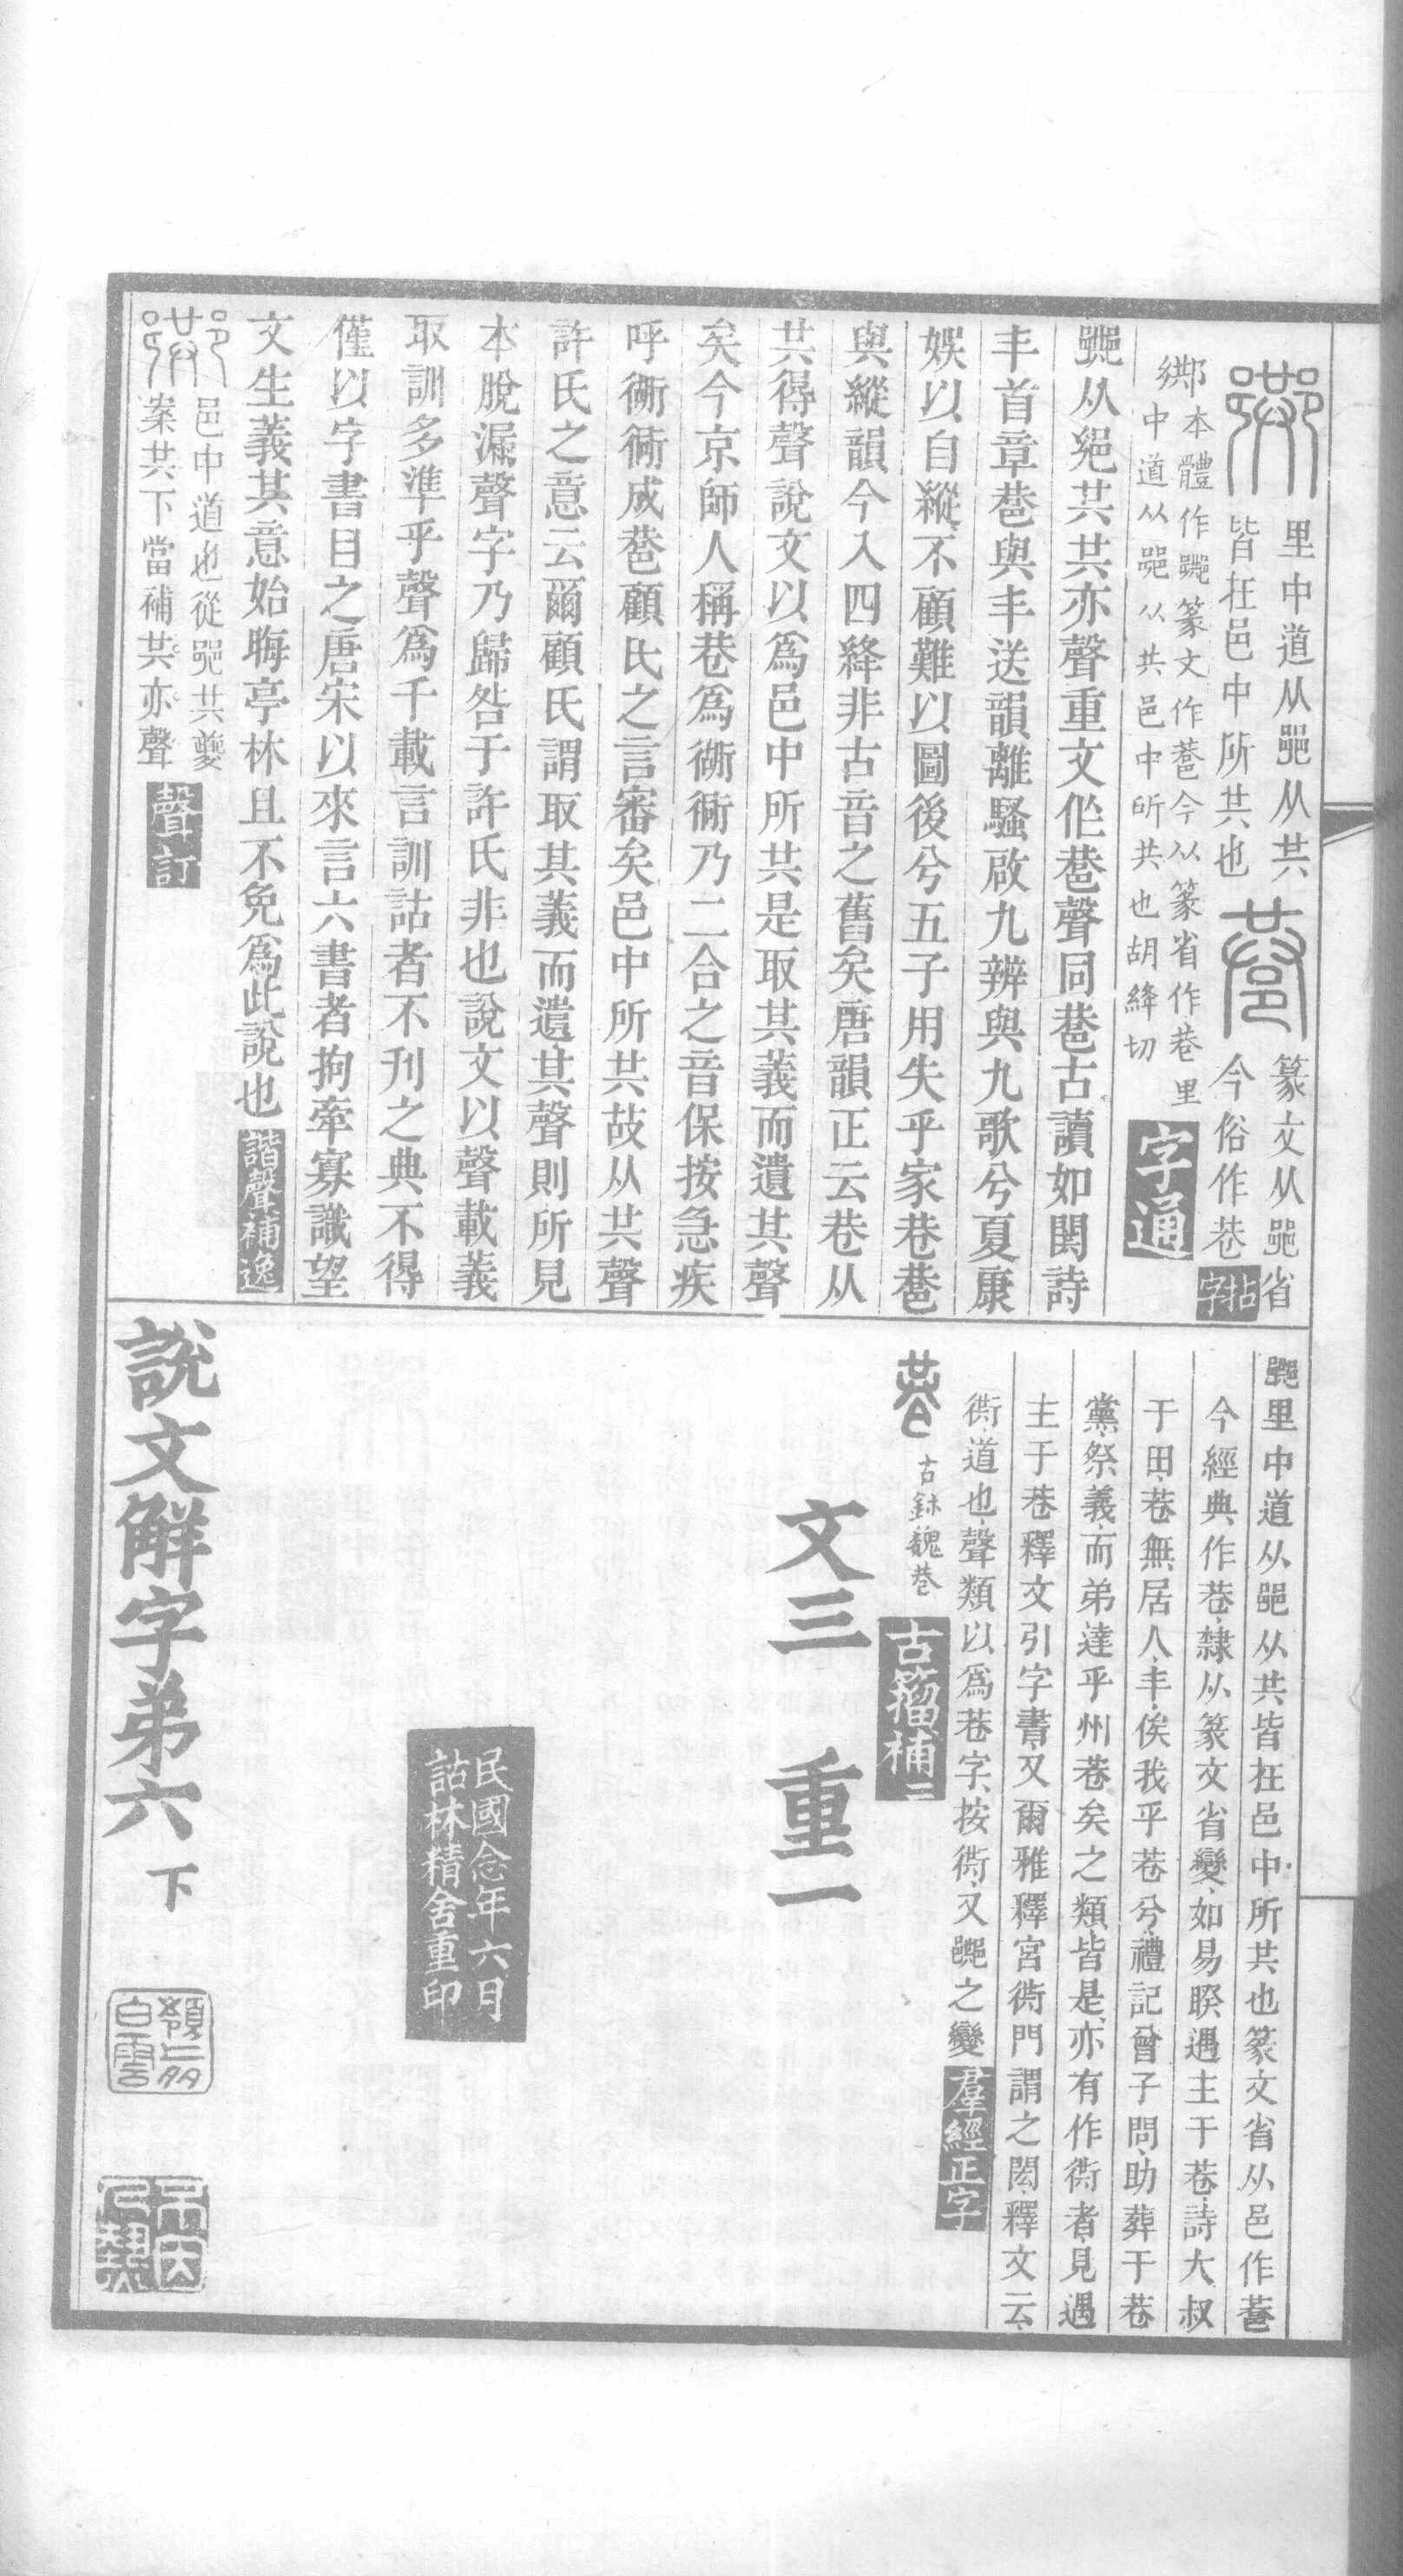 里中道从𨛜从共
皆在邑中所共也
篆文从𨛜省
今俗作巷
拈字
本體作𨞠篆文作𨞰今从篆省作巷里
中道从𨛜从共邑中所共也胡絳切
字通
𨞠从𨛜共共亦聲重文作𨞰聲同巷古讀如閧詩
丰首章巷與丰送韻離騷啟九辨與九歌兮夏康
娛以自縱不顧難以圖後兮五子用失乎家巷巷
與縱韻今入四絳非古音之舊矣唐韻正云巷从
共得聲說文以爲邑中所共是取其義而遺其聲
矣今京師人稱巷爲衚衕乃二合之音保按急疾
呼衚衕成巷顧氏之言審矣邑中所共故从共聲
許氏之意云爾顧氏謂取其義而遺其聲則所見
本脫漏聲字乃歸咎于許氏非也說文以聲載義
取訓多準乎聲爲千載言訓詁者不刋之典不得
僅以字書目之唐宋以來言六書者拘牽寡識望
文生義其意始晦亭林且不免爲此說也
諧聲補逸
邑中道也從𨛜共
案共下當補共亦聲
聲訂
𨞠里中道从𨛜从共皆在邑中所共也篆文省从邑作𨞰
今經典作巷隸从篆文省變如易睽遇主于巷詩大叔
于田巷無居人丰俟我乎巷兮禮記曾子問助葬于巷
黨祭義而弟達乎州巷矣之類皆是亦有作衖者見遇
主于巷釋文引字書又爾雅釋宮衖門謂之閎釋文云
衖道也聲類以爲巷字按衖又𨞠之變
羣經正字
古鉢魏巷
古籀補
文三 重一
民國念年六月
詁林精舍重印
說文解字弟六下